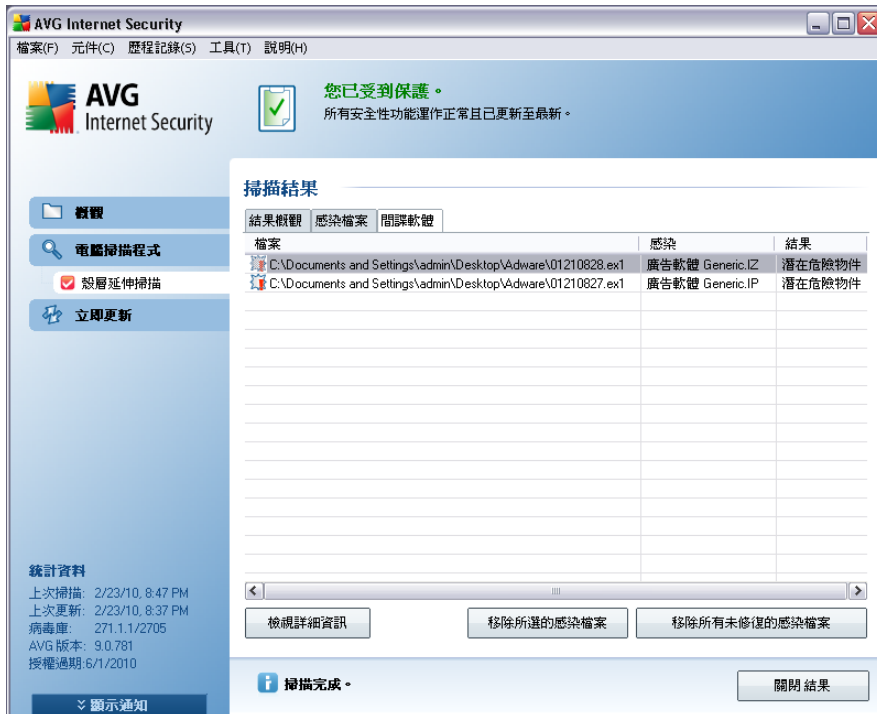 AVG Internet Security
檔案(F) 元件(C) 歷程記錄(S) 工具(T) 說明(H)
AVG
Internet Security
您已受到保護。
所有安全性功能運作正常且已更新至最新。
概觀
電腦掃描程式
殼層延伸掃描
立即更新
掃描結果
結果概觀 感染檔案 間諜軟體
檔案 感染 結果
C:\Documents and Settings\admin\Desktop\Adware\01210828.ex1 廣告軟體 Generic.IZ 潛在危險物件
C:\Documents and Settings\admin\Desktop\Adware\01210827.ex1 廣告軟體 Generic.IP 潛在危險物件
檢視詳細資訊 移除所選的感染檔案 移除所有未修復的感染檔案
統計資料
上次掃描: 2/23/10, 8:47 PM
上次更新: 2/23/10, 8:37 PM
病毒庫: 271.1.1/2705
AVG 版本: 9.0.781
授權過期:6/1/2010
顯示通知
掃描完成。
關閉 結果